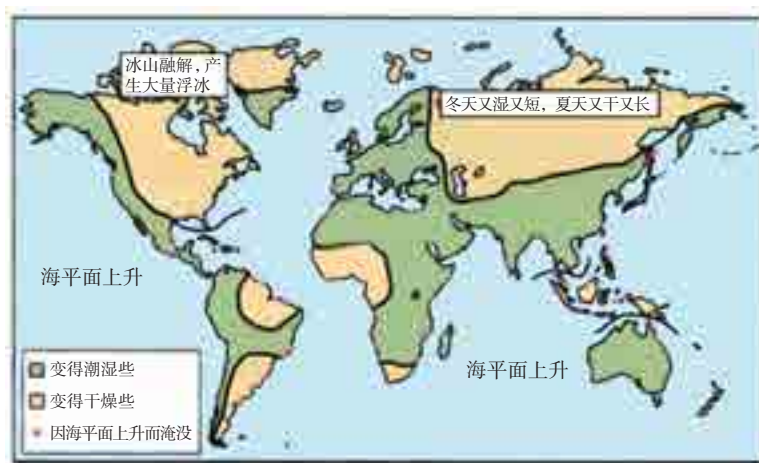 冰山融解，产
生大量浮冰
冬天又湿又短，夏天又干又长
海平面上升
海平面上升
变得潮湿些
变得干燥些
因海平面上升而淹没